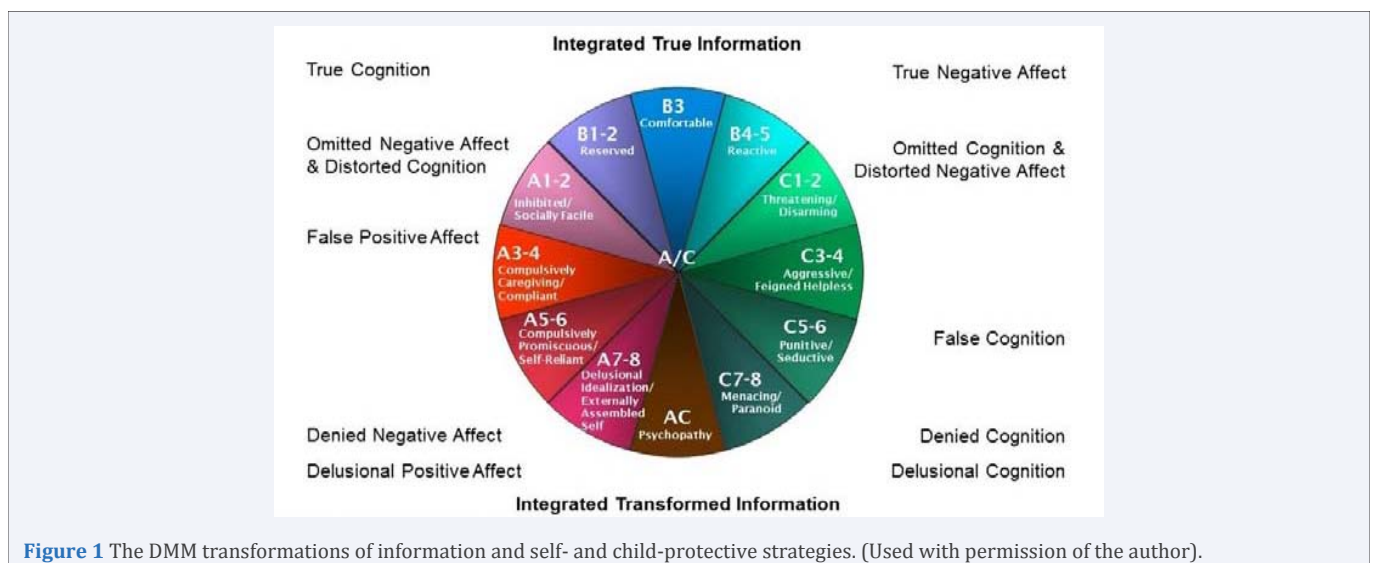 Integrated True Information
True Cognition
True Negative Affect
B3
Comfortable
B1-2
Reserved
B4-5
Reactive
Omitted Negative Affect
& Distorted Cognition
Omitted Cognition &
Distorted Negative Affect
A1-2
Inhibited/
Socially Facile
C1-2
Threatening/
Disarming
False Positive Affect
A/C
A3-4
Compulsively
Caregiving/
Compliant
C3-4
Aggressive/
Feigned Helpless
A5-6
Compulsively
Promiscuous/
Self-Reliant
C5-6
Punitive/
Seductive
False Cognition
A7-8
Delusional
Idealization/
Externally
Assembled
Self
C7-8
Menacing/
Paranoid
AC
Psychopathy
Denied Negative Affect
Denied Cognition
Delusional Positive Affect
Delusional Cognition
Integrated Transformed Information
Figure 1 The DMM transformations of information and self- and child-protective strategies. (Used with permission of the author).